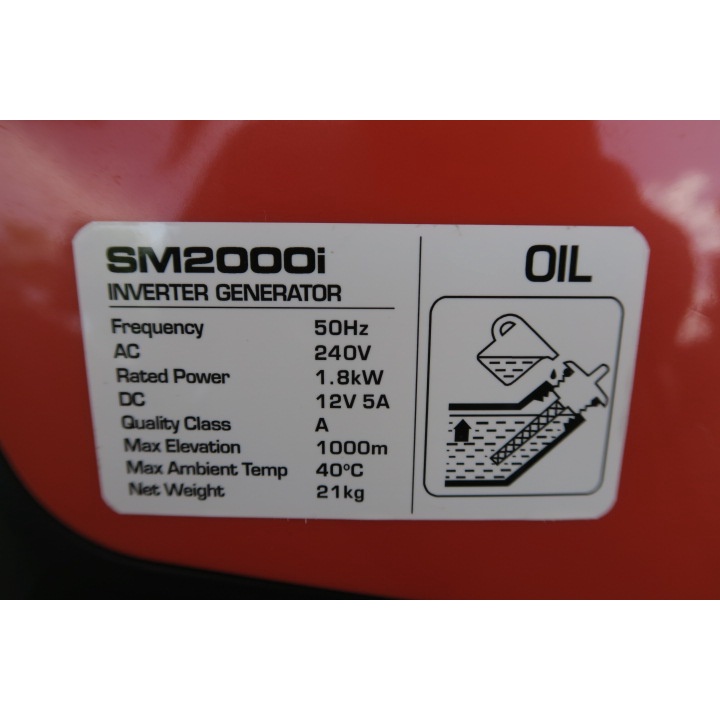 SM2000i
INVERTER GENERATOR
Frequency 50Hz
AC 240V
Rated Power 1.8kW
DC 12V 5A
Quality Class A
Max Elevation 1000m
Max Ambient Temp 40°C
Net Weight 21kg
OIL